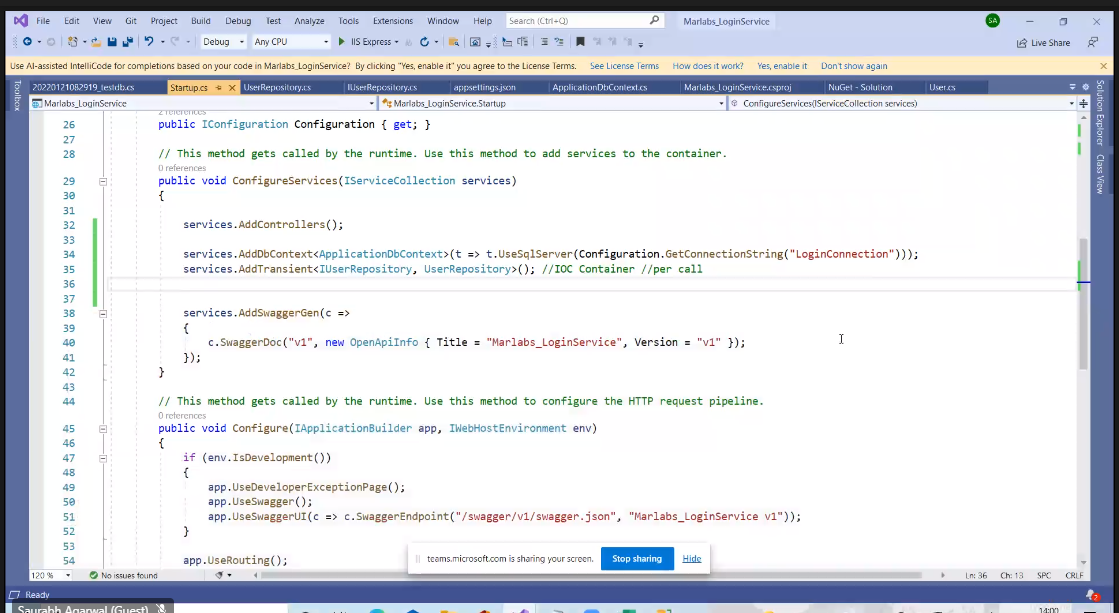 File Edit View Git Project Build Debug Test Analyze Tools Extensions Window Help Search (Ctrl+Q) Marlabs_LoginService SA
Debug Any CPU IIS Express Live Share
Use AI-assisted IntelliCode for completions based on your code in Marlabs_LoginService? By clicking "Yes, enable it" you agree to the License Terms. See License Terms How does it work? Yes, enable it Don't show again
Toolbox
20220121082919_testdb.cs Startup.cs UserRepository.cs IUserRepository.cs appsettings.json ApplicationDbContext.cs Marlabs_LoginService.csproj NuGet - Solution User.cs
Marlabs_LoginService Marlabs_LoginService.Startup ConfigureServices(IServiceCollection services)
Solution Explorer
Class View
2 references
26 public IConfiguration Configuration { get; }
27
28 // This method gets called by the runtime. Use this method to add services to the container.
0 references
29 public void ConfigureServices(IServiceCollection services)
30 {
31
32 services.AddControllers();
33
34 services.AddDbContext<ApplicationDbContext>(t => t.UseSqlServer(Configuration.GetConnectionString("LoginConnection")));
35 services.AddTransient<IUserRepository, UserRepository>(); //IOC Container //per call
36
37
38 services.AddSwaggerGen(c =>
39 {
40 c.SwaggerDoc("v1", new OpenApiInfo { Title = "Marlabs_LoginService", Version = "v1" });
41 });
42 }
43
44 // This method gets called by the runtime. Use this method to configure the HTTP request pipeline.
0 references
45 public void Configure(IApplicationBuilder app, IWebHostEnvironment env)
46 {
47 if (env.IsDevelopment())
48 {
49 app.UseDeveloperExceptionPage();
50 app.UseSwagger();
51 app.UseSwaggerUI(c => c.SwaggerEndpoint("/swagger/v1/swagger.json", "Marlabs_LoginService v1"));
52 }
53
54 app.UseRouting();
teams.microsoft.com is sharing your screen. Stop sharing Hide
120 % No issues found Ln: 36 Ch: 13 SPC CRLF
Ready 2
Saurabh Agarwal (Guest) 14:00